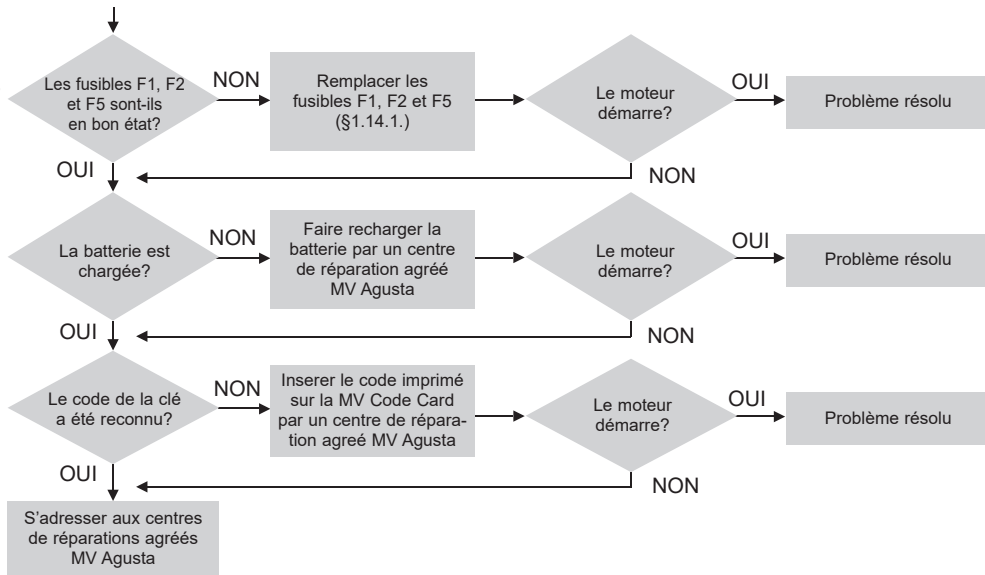 Les fusibles F1, F2
et F5 sont-ils
en bon état?
NON
Remplacer les
fusibles F1, F2 et F5
(§1.14.1.)
Le moteur
démarre?
OUI
Problème résolu
OUI
NON
La batterie est
chargée?
NON
Faire recharger la
batterie par un centre
de réparation agréé
MV Agusta
Le moteur
démarre?
OUI
Problème résolu
OUI
NON
Le code de la clé
a été reconnu?
NON
Inserer le code imprimé
sur la MV Code Card
par un centre de répara-
tion agreé MV Agusta
Le moteur
démarre?
OUI
Problème résolu
OUI
NON
S'adresser aux centres
de réparations agréés
MV Agusta